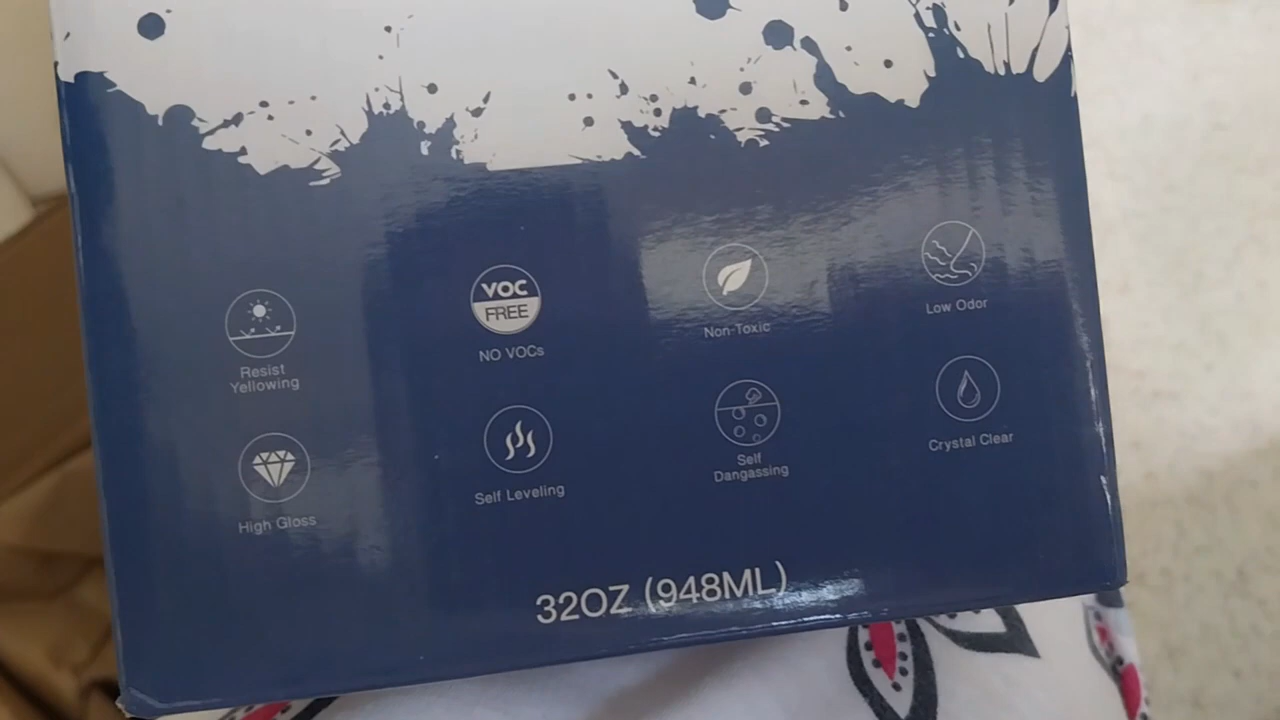 VOC
FREE
NO VOCs
Non-Toxic
Low Odor
Resist
Yellowing
High Gloss
Self Leveling
Self
Dangassing
Crystal Clear
32OZ (948ML)